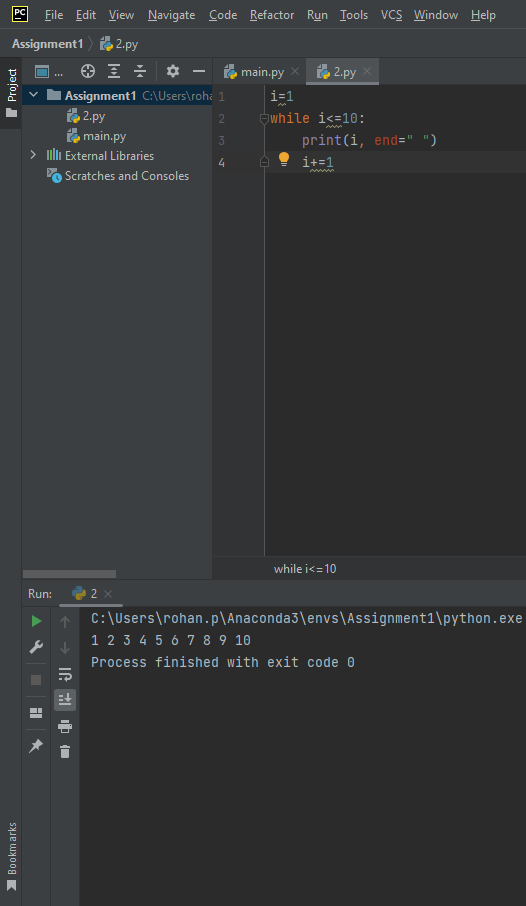 PC File Edit View Navigate Code Refactor Run Tools VCS Window Help
Assignment1 2.py
Project
...
main.py 2.py
Assignment1 C:\Users\roha
2.py
main.py
External Libraries
Scratches and Consoles
1 i=1
2 while i<=10:
3 print(i, end=" ")
4 i+=1
while i<=10
Run: 2
C:\Users\rohan.p\Anaconda3\envs\Assignment1\python.exe
1 2 3 4 5 6 7 8 9 10
Process finished with exit code 0
Bookmarks